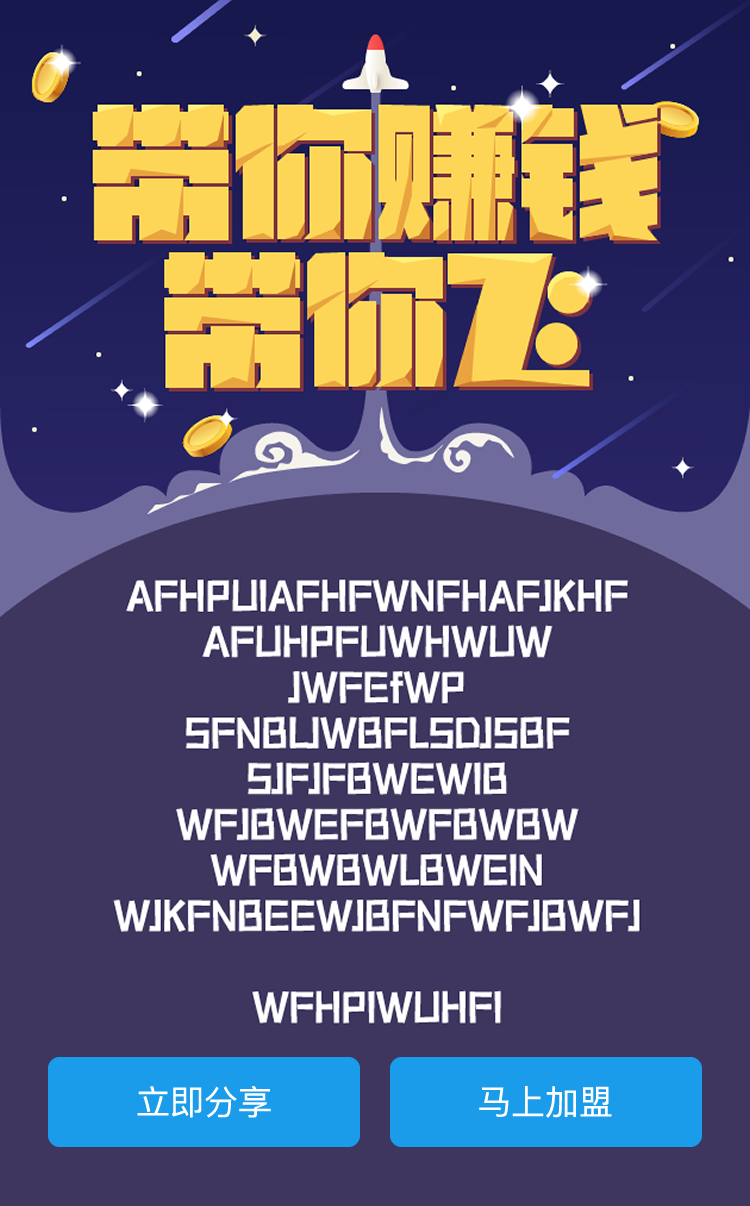 带你赚钱
带你飞
AFHPUIAFHFWNFHAFJKHF
AFUHPFUWHWUW
JWFEfWP
SFNBLJWBFLSDJSBF
SJFJFBWEWIB
WFJBWEFBWFBWBW
WFBWBWLBWEIN
WJKFNBEEWJBFNFWFJBWFJ
WFHPIWUHFI
立即分享
马上加盟